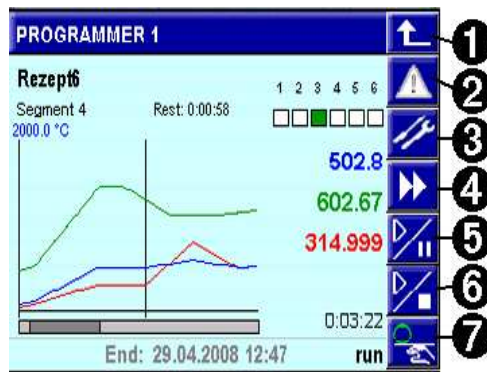 PROGRAMMER 1
Rezept6
1 2 3 4 5 6
Segment 4 Rest: 0:00:58
2000.0 °C
502.8
602.67
314.999
0:03:22
End: 29.04.2008 12:47 run
1
2
3
4
5
6
7